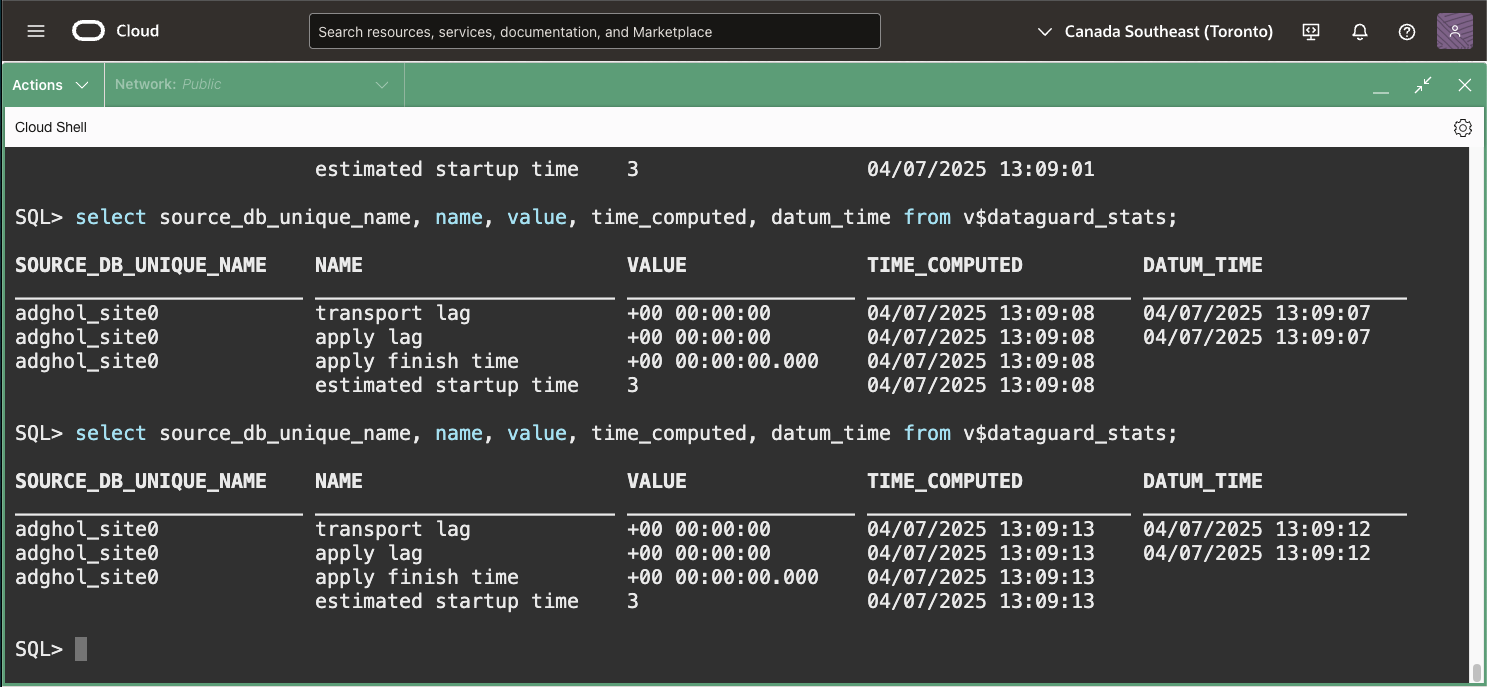 Cloud
Search resources, services, documentation, and Marketplace
Canada Southeast (Toronto)
Actions
Network: Public
Cloud Shell
estimated startup time 3 04/07/2025 13:09:01
SQL> select source_db_unique_name, name, value, time_computed, datum_time from v$dataguard_stats;
SOURCE_DB_UNIQUE_NAME NAME VALUE TIME_COMPUTED DATUM_TIME
adghol_site0 transport lag +00 00:00:00 04/07/2025 13:09:08 04/07/2025 13:09:07
adghol_site0 apply lag +00 00:00:00 04/07/2025 13:09:08 04/07/2025 13:09:07
adghol_site0 apply finish time +00 00:00:00.000 04/07/2025 13:09:08
estimated startup time 3 04/07/2025 13:09:08
SQL> select source_db_unique_name, name, value, time_computed, datum_time from v$dataguard_stats;
SOURCE_DB_UNIQUE_NAME NAME VALUE TIME_COMPUTED DATUM_TIME
adghol_site0 transport lag +00 00:00:00 04/07/2025 13:09:13 04/07/2025 13:09:12
adghol_site0 apply lag +00 00:00:00 04/07/2025 13:09:13 04/07/2025 13:09:12
adghol_site0 apply finish time +00 00:00:00.000 04/07/2025 13:09:13
estimated startup time 3 04/07/2025 13:09:13
SQL>